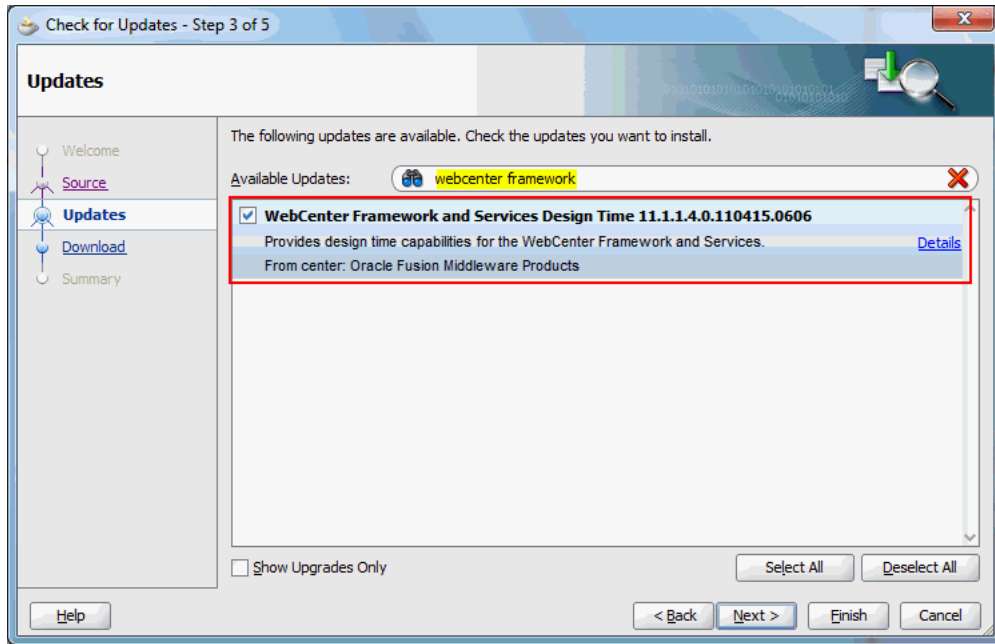 Check for Updates - Step 3 of 5
Updates
The following updates are available. Check the updates you want to install.
Welcome
Source
Updates
Download
Summary
Available Updates: webcenter framework
WebCenter Framework and Services Design Time 11.1.1.4.0.110415.0606
Provides design time capabilities for the WebCenter Framework and Services. Details
From center: Oracle Fusion Middleware Products
Show Upgrades Only Select All Deselect All
Help < Back Next > Finish Cancel